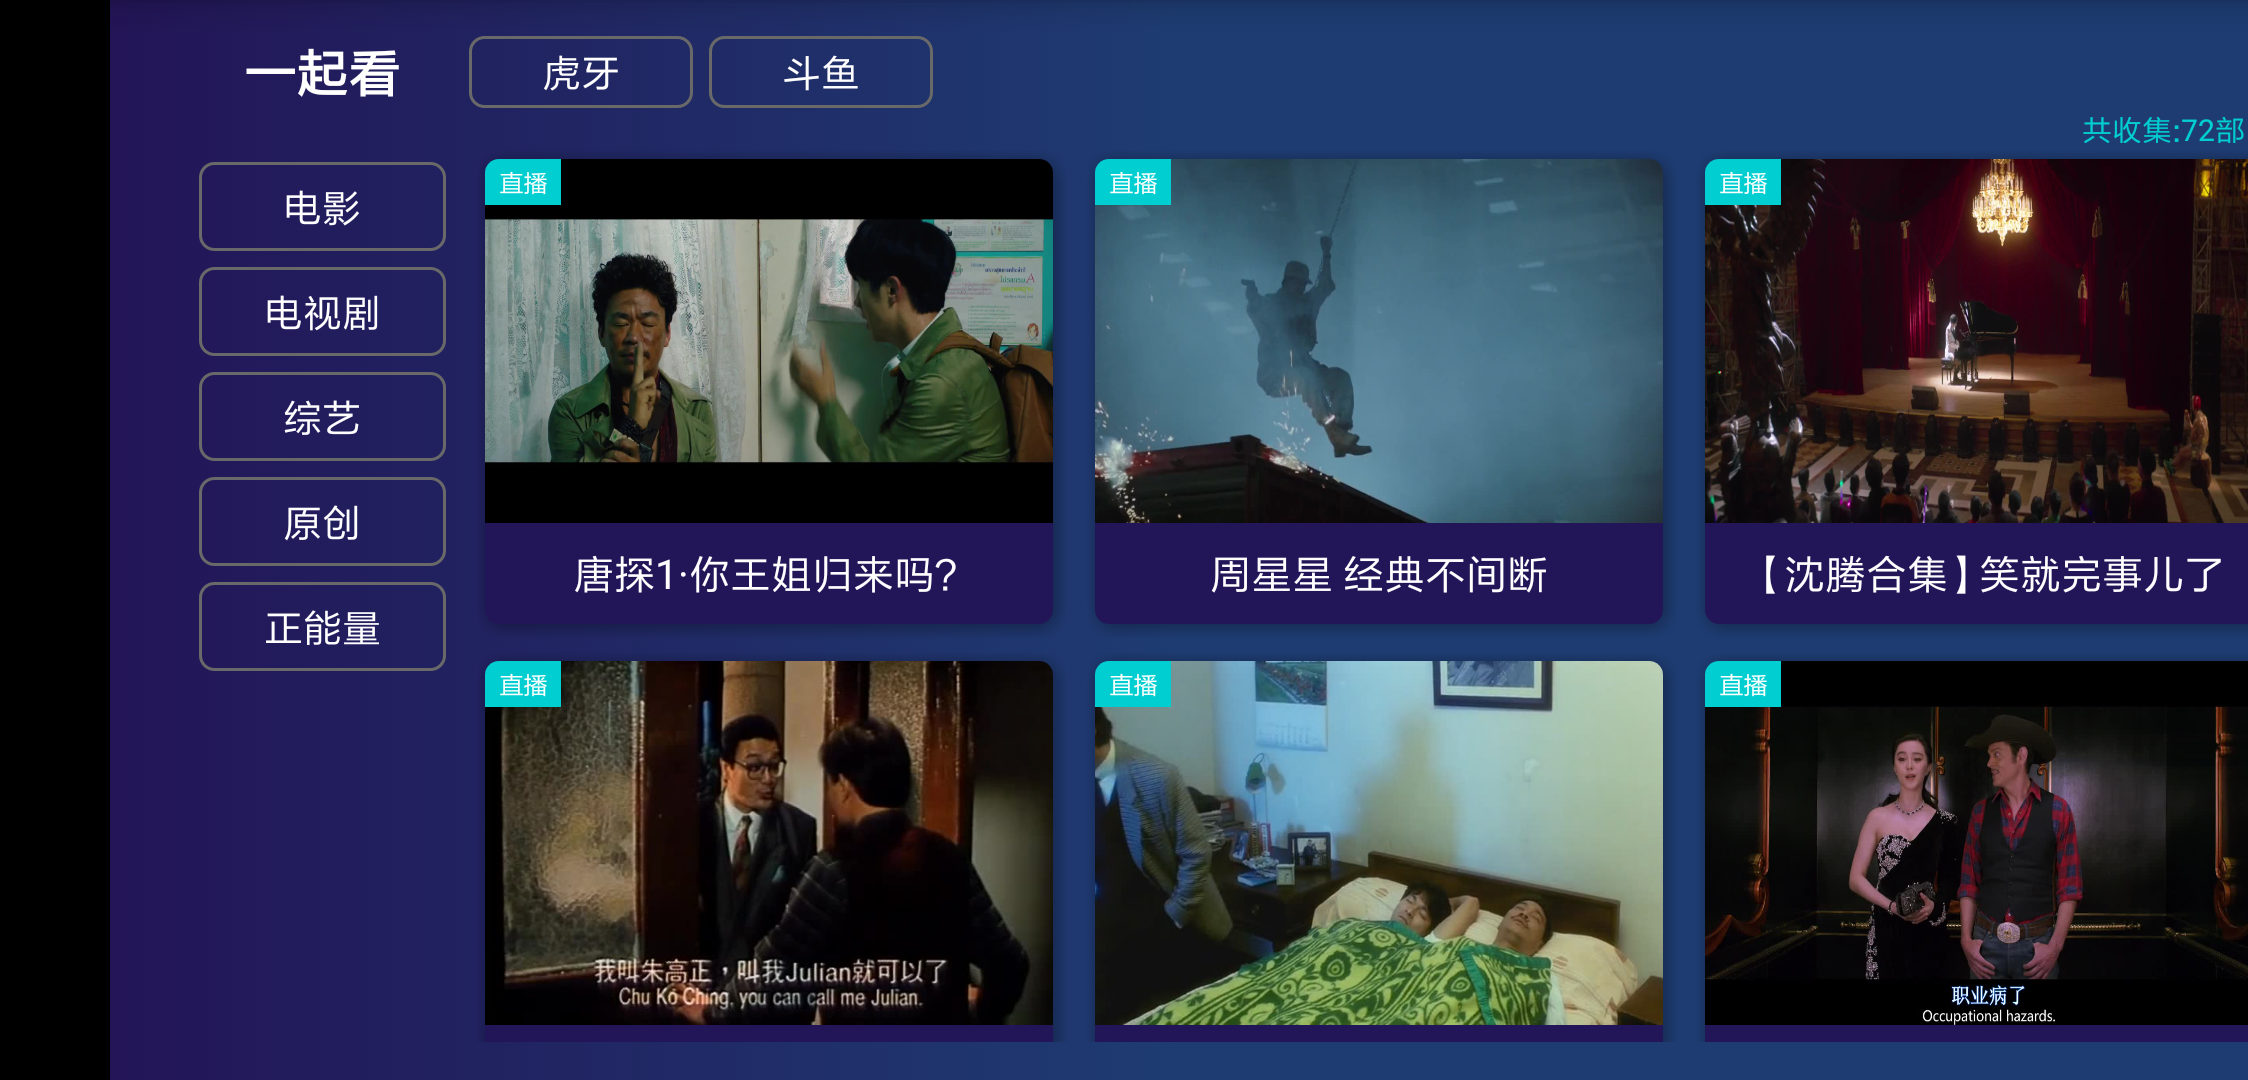 一起看
虎牙
斗鱼
共收集:72部
电影
电视剧
综艺
原创
正能量
直播
直播
直播
唐探1·你王姐归来吗?
周星星 经典不间断
【沈腾合集】笑就完事儿了
直播
直播
直播
我叫朱高正，叫我Julian就可以了
Chu Ko Ching, you can call me Julian.
职业病了
Occupational hazards.